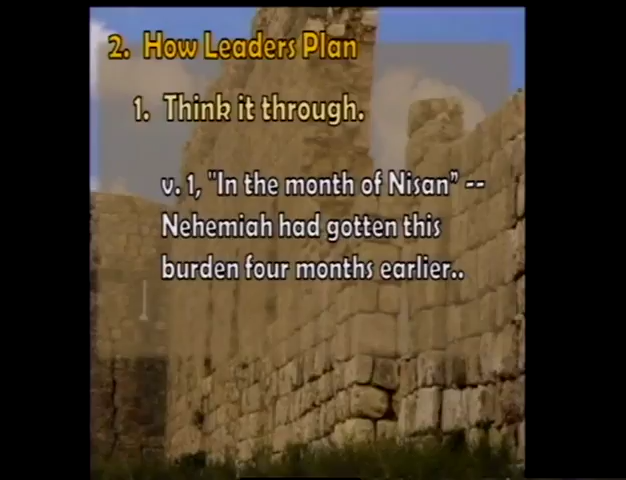 2. How Leaders Plan
1. Think it through.
v. 1, "In the month of Nisan” --
Nehemiah had gotten this
burden four months earlier..